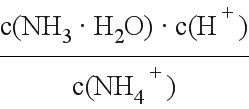 c(NH₃ · H₂O) · c(H⁺)
c(NH₄⁺)